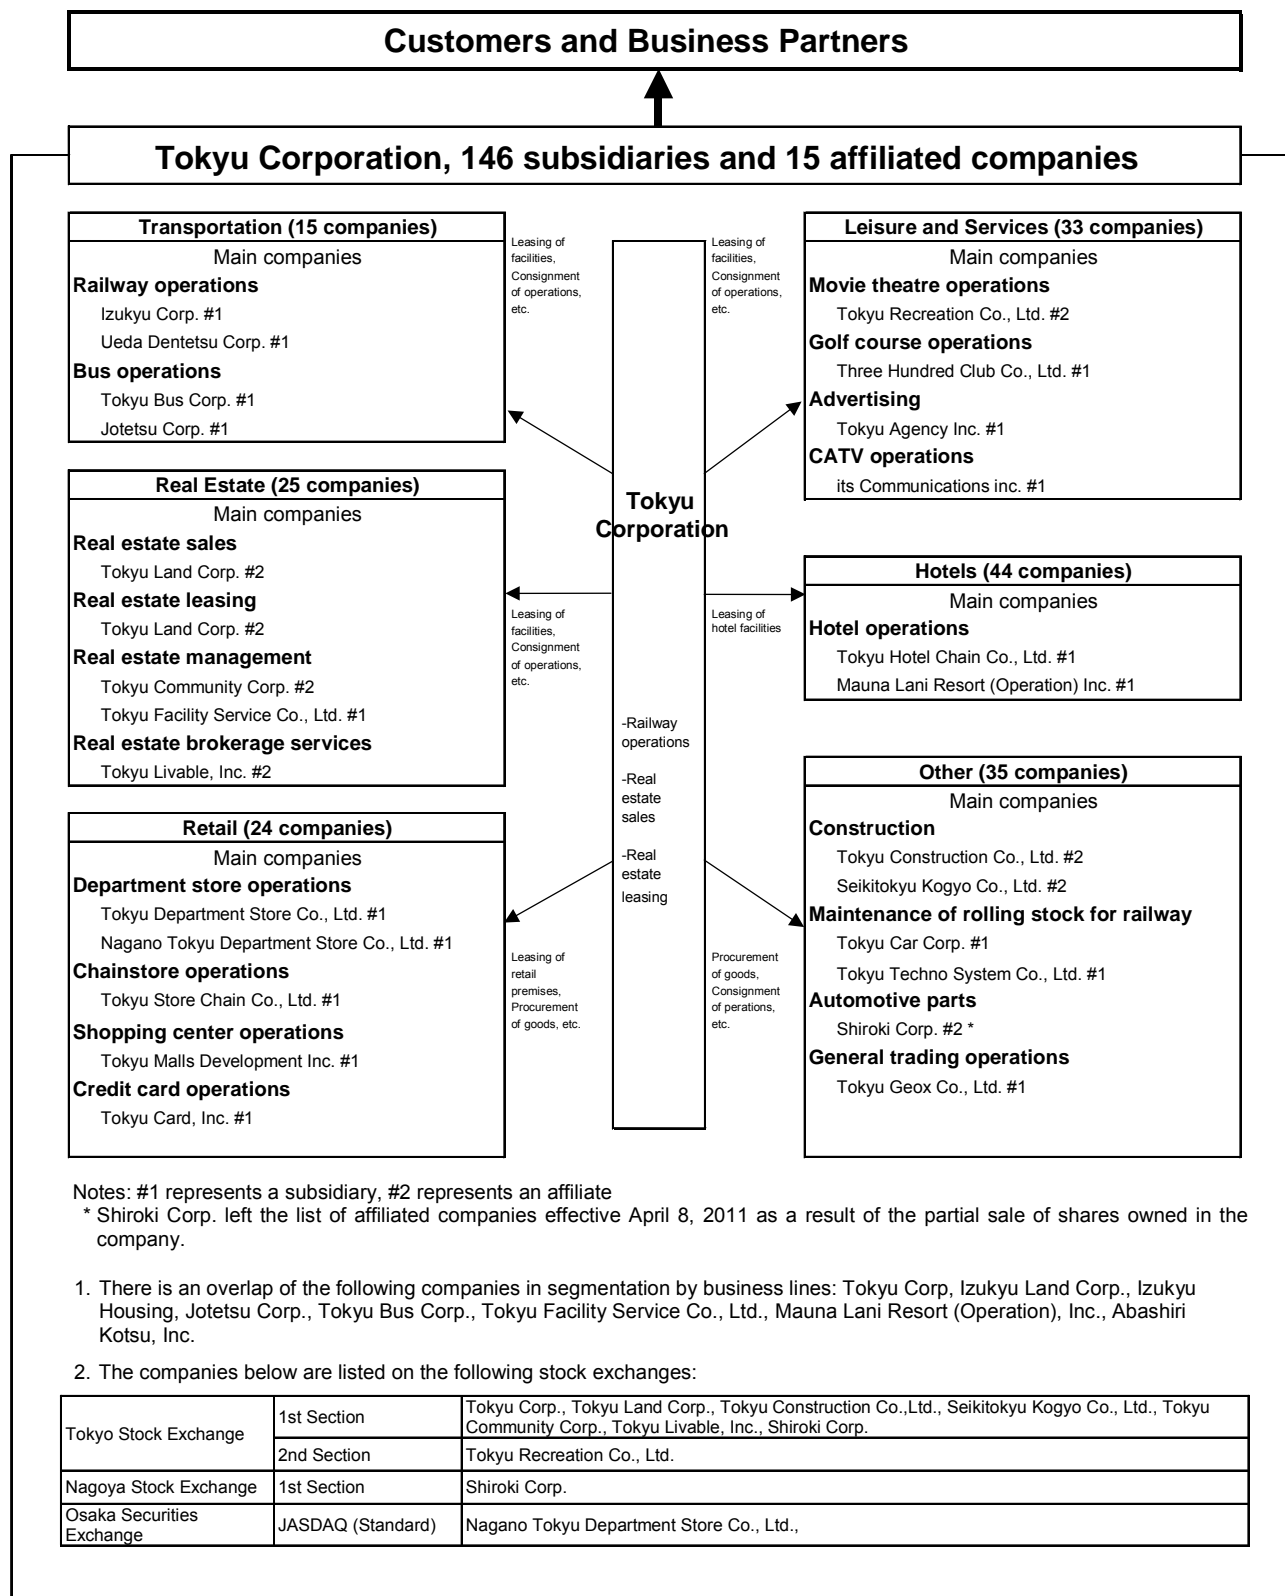 Customers and Business Partners
Tokyu Corporation, 146 subsidiaries and 15 affiliated companies
Transportation (15 companies)
Main companies
Railway operations
Izukyu Corp. #1
Ueda Dentetsu Corp. #1
Bus operations
Tokyu Bus Corp. #1
Jotetsu Corp. #1
Leasing of
facilities,
Consignment
of operations,
etc.
Real Estate (25 companies)
Main companies
Real estate sales
Tokyu Land Corp. #2
Real estate leasing
Tokyu Land Corp. #2
Real estate management
Tokyu Community Corp. #2
Tokyu Facility Service Co., Ltd. #1
Real estate brokerage services
Tokyu Livable, Inc. #2
Leasing of
facilities,
Consignment
of operations,
etc.
Retail (24 companies)
Main companies
Department store operations
Tokyu Department Store Co., Ltd. #1
Nagano Tokyu Department Store Co., Ltd. #1
Chainstore operations
Tokyu Store Chain Co., Ltd. #1
Shopping center operations
Tokyu Malls Development Inc. #1
Credit card operations
Tokyu Card, Inc. #1
Leasing of
retail
premises,
Procurement
of goods, etc.
Tokyu
Corporation
-Railway
operations
-Real
estate
sales
-Real
estate
leasing
Leasing of
facilities,
Consignment
of operations,
etc.
Leisure and Services (33 companies)
Main companies
Movie theatre operations
Tokyu Recreation Co., Ltd. #2
Golf course operations
Three Hundred Club Co., Ltd. #1
Advertising
Tokyu Agency Inc. #1
CATV operations
its Communications inc. #1
Leasing of
hotel facilities
Hotels (44 companies)
Main companies
Hotel operations
Tokyu Hotel Chain Co., Ltd. #1
Mauna Lani Resort (Operation) Inc. #1
Procurement
of goods,
Consignment
of perations,
etc.
Other (35 companies)
Main companies
Construction
Tokyu Construction Co., Ltd. #2
Seikitokyu Kogyo Co., Ltd. #2
Maintenance of rolling stock for railway
Tokyu Car Corp. #1
Tokyu Techno System Co., Ltd. #1
Automotive parts
Shiroki Corp. #2 *
General trading operations
Tokyu Geox Co., Ltd. #1
Notes: #1 represents a subsidiary, #2 represents an affiliate
* Shiroki Corp. left the list of affiliated companies effective April 8, 2011 as a result of the partial sale of shares owned in the
company.
1. There is an overlap of the following companies in segmentation by business lines: Tokyu Corp, Izukyu Land Corp., Izukyu
Housing, Jotetsu Corp., Tokyu Bus Corp., Tokyu Facility Service Co., Ltd., Mauna Lani Resort (Operation), Inc., Abashiri
Kotsu, Inc.
2. The companies below are listed on the following stock exchanges:
Tokyo Stock Exchange
1st Section
Tokyu Corp., Tokyu Land Corp., Tokyu Construction Co.,Ltd., Seikitokyu Kogyo Co., Ltd., Tokyu
Community Corp., Tokyu Livable, Inc., Shiroki Corp.
2nd Section
Tokyu Recreation Co., Ltd.
Nagoya Stock Exchange
1st Section
Shiroki Corp.
Osaka Securities
Exchange
JASDAQ (Standard)
Nagano Tokyu Department Store Co., Ltd.,